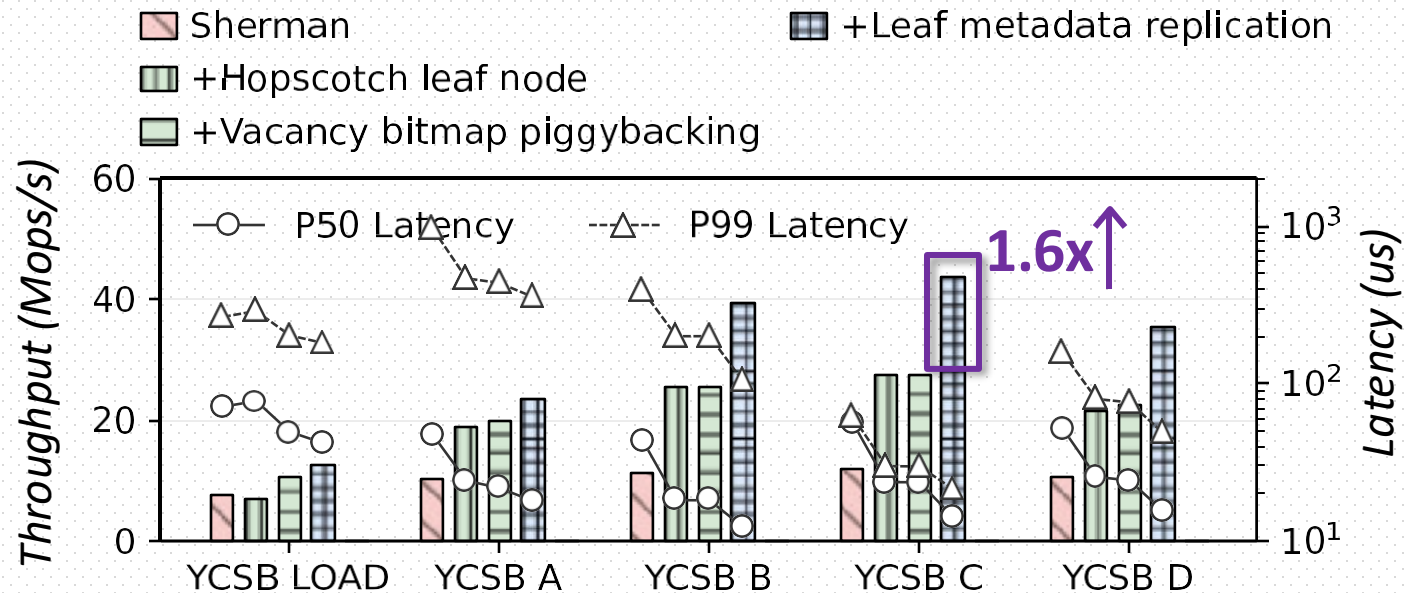 Sherman
+Leaf metadata replication
+Hopscotch leaf node
+Vacancy bitmap piggybacking
Throughput (Mops/s)
60
40
20
0
P50 Latency
P99 Latency
1.6x
10³
10²
10¹
Latency (us)
YCSB LOAD
YCSB A
YCSB B
YCSB C
YCSB D